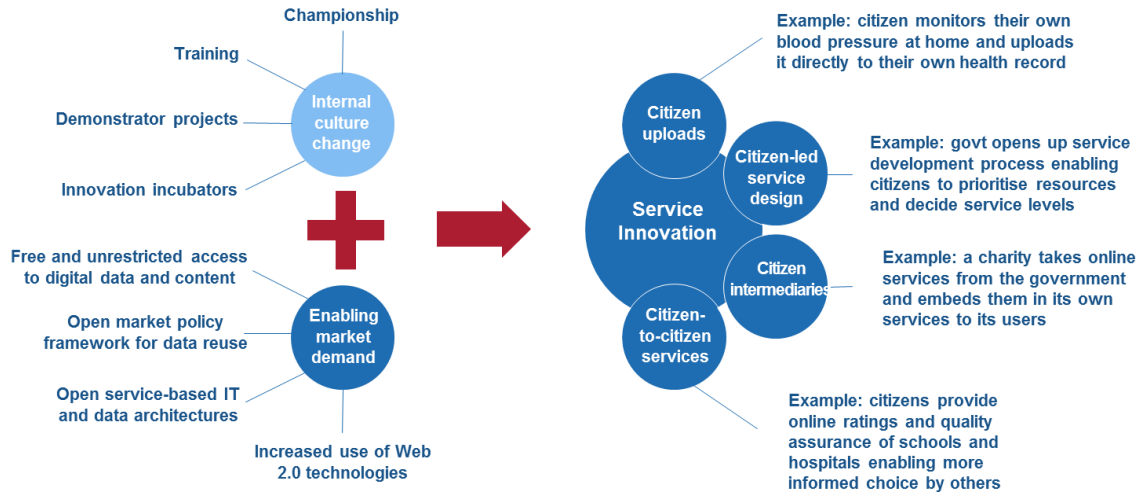 Championship
Training
Demonstrator projects
Innovation incubators
Internal
culture
change
Free and unrestricted access
to digital data and content
Open market policy
framework for data reuse
Open service-based IT
and data architectures
Increased use of Web
2.0 technologies
Enabling
market
demand
Service
Innovation
Citizen
uploads
Example: citizen monitors their own
blood pressure at home and uploads
it directly to their own health record
Citizen-led
service
design
Example: govt opens up service
development process enabling
citizens to prioritise resources
and decide service levels
Citizen
intermediaries
Example: a charity takes online
services from the government
and embeds them in its own
services to its users
Citizen-
to-citizen
services
Example: citizens provide
online ratings and quality
assurance of schools and
hospitals enabling more
informed choice by others